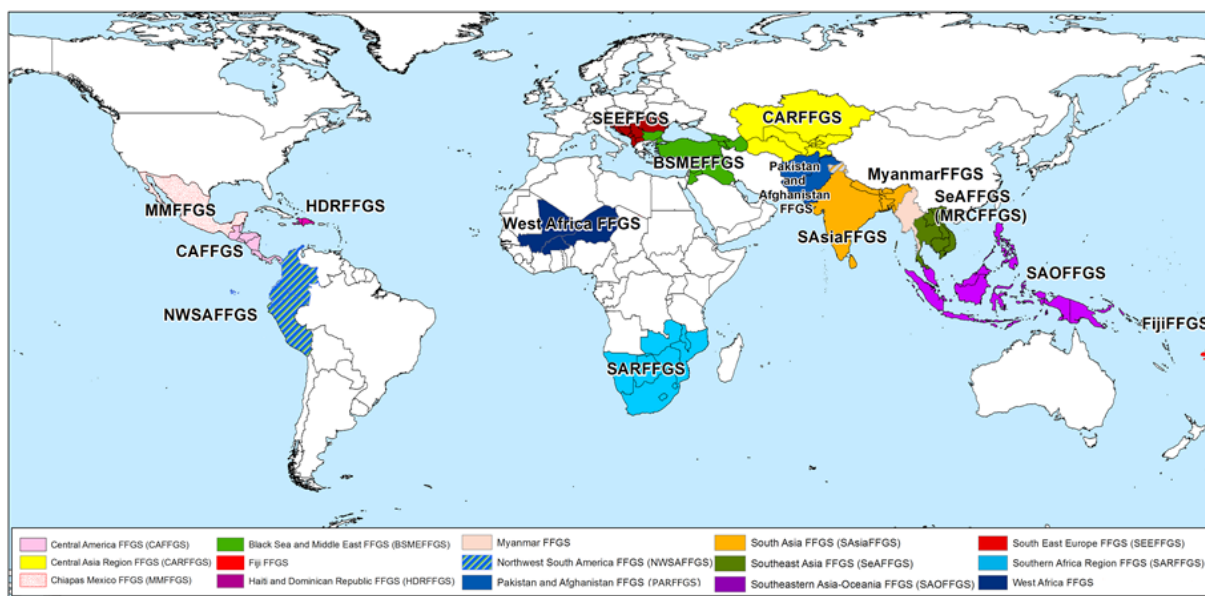 SEEFFGS
CARFFGS
BSMEFFGS
Pakistan
and
Afghanistan
FFGS
MyanmarFFGS
SeAFFGS
(MRCFFGS)
MMFFGS
HDRFFGS
West Africa FFGS
SAsiaFFGS
CAFFGS
SAOFFGS
NWSAFFGS
FijiFFGS
SARFFGS
Central America FFGS (CAFFGS)
Black Sea and Middle East FFGS (BSMEFFGS)
Myanmar FFGS
South Asia FFGS (SAsiaFFGS)
South East Europe FFGS (SEEFFGS)
Central Asia Region FFGS (CARFFGS)
Fiji FFGS
Northwest South America FFGS (NWSAFFGS)
Southeast Asia FFGS (SeAFFGS)
Southern Africa Region FFGS (SARFFGS)
Chiapas Mexico FFGS (MMFFGS)
Haiti and Dominican Republic FFGS (HDRFFGS)
Pakistan and Afghanistan FFGS (PARFFGS)
Southeastern Asia-Oceania FFGS (SAOFFGS)
West Africa FFGS